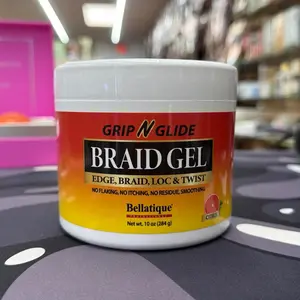 GRIP N GLIDE
BRAID GEL
EDGE, BRAID, LOC & TWIST
NO FLAKING, NO ITCHING, NO RESIDUE, SMOOTHING
Bellatique
PROFESSIONAL
Net wt. 10 oz (284 g)